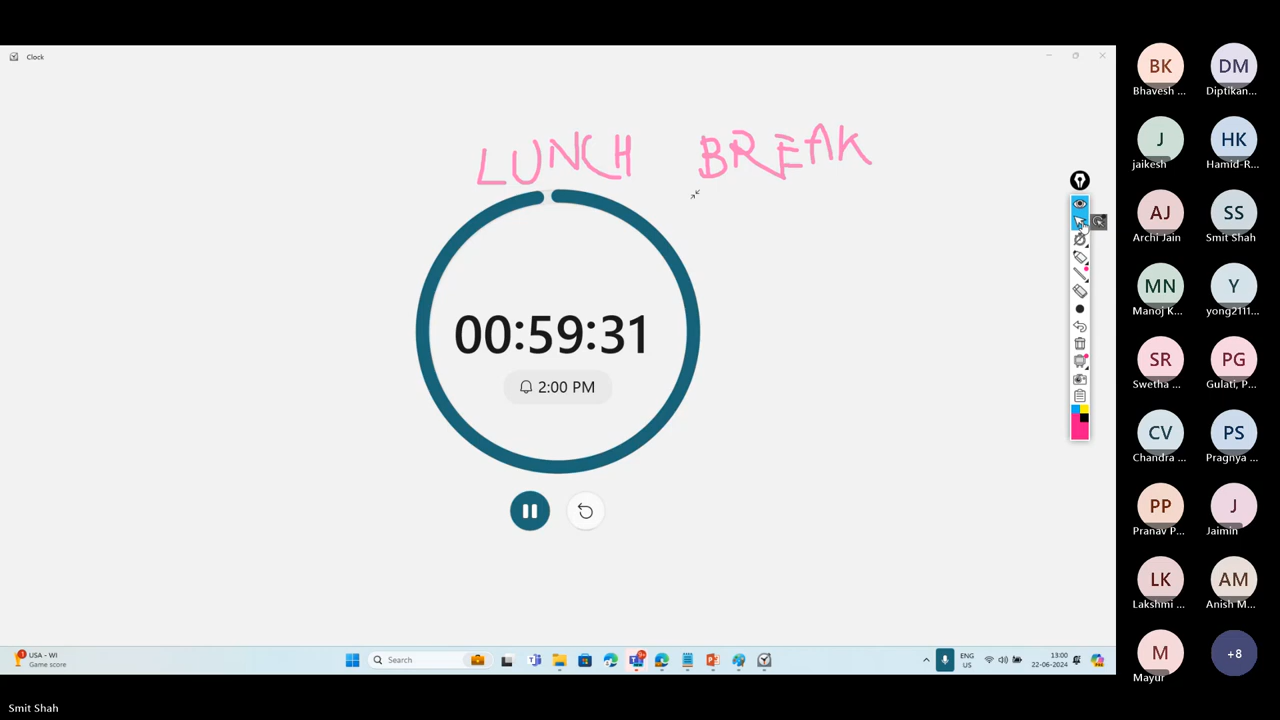 Clock
LUNCH BREAK
00:59:31
2:00 PM
BK
Bhavesh ...
DM
Diptikan...
J
jaikesh
HK
Hamid-R...
AJ
Archi Jain
SS
Smit Shah
MN
Manoj K...
Y
yong2111...
SR
Swetha ...
PG
Gulati, P...
CV
Chandra ...
PS
Pragnya ...
PP
Pranav P...
J
Jaimin
LK
Lakshmi ...
AM
Anish M...
M
Mayur
+8
USA - WI
Game score
Search
ENG
US
13:00
22-06-2024
Smit Shah